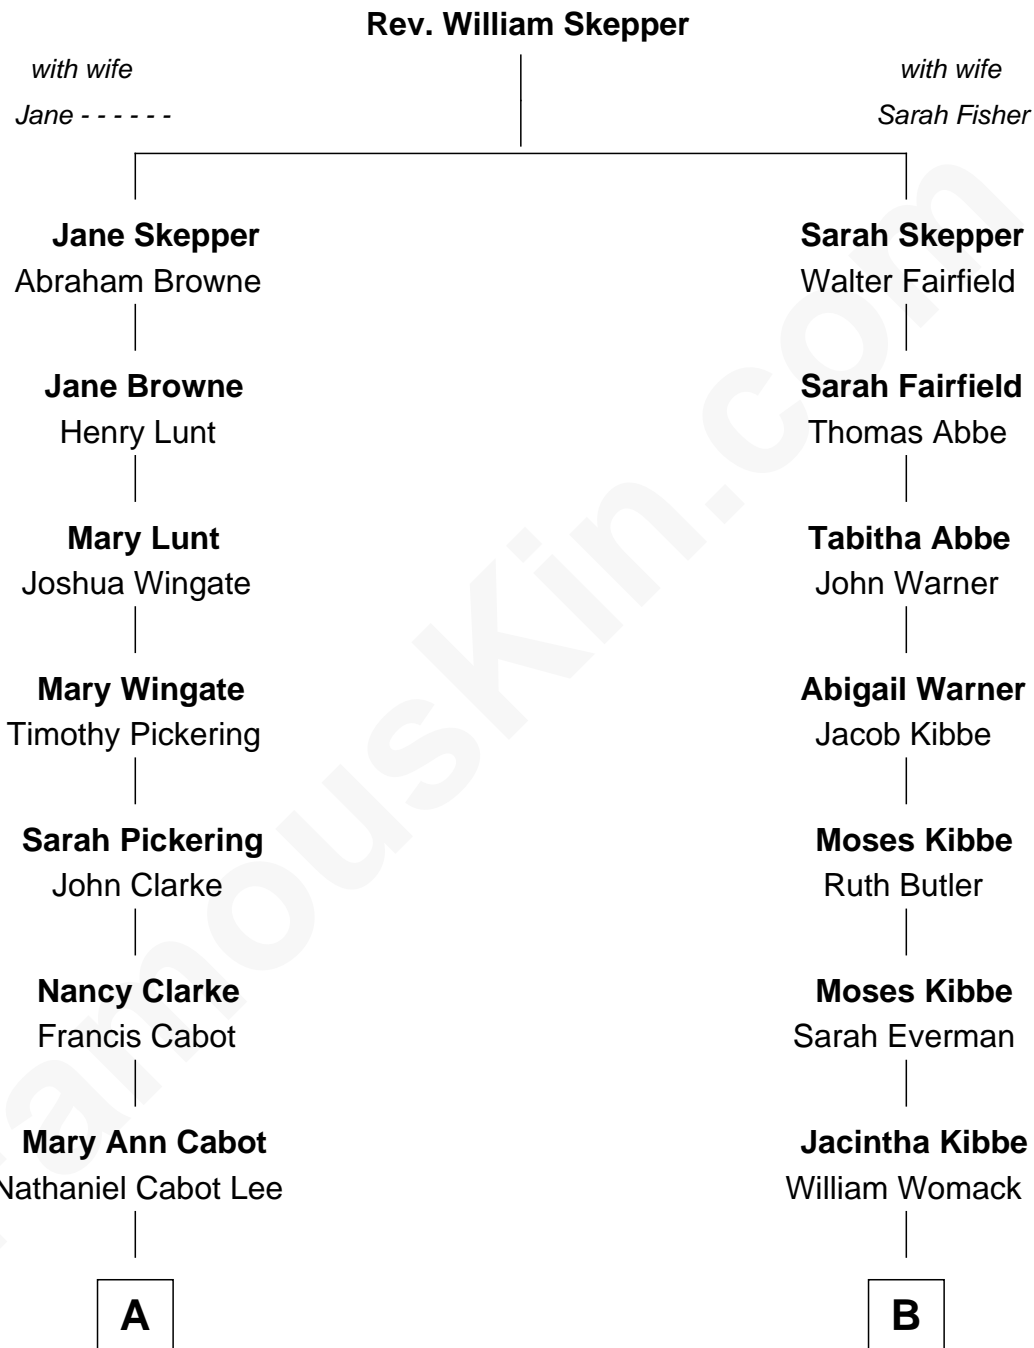 Rev. William Skepper
with wife
Jane - - - - - -
with wife
Sarah Fisher
Jane Skepper
Abraham Browne
Sarah Skepper
Walter Fairfield
Jane Browne
Henry Lunt
Sarah Fairfield
Thomas Abbe
Mary Lunt
Joshua Wingate
Tabitha Abbe
John Warner
Mary Wingate
Timothy Pickering
Abigail Warner
Jacob Kibbe
Sarah Pickering
John Clarke
Moses Kibbe
Ruth Butler
Nancy Clarke
Francis Cabot
Moses Kibbe
Sarah Everman
Mary Ann Cabot
Nathaniel Cabot Lee
Jacintha Kibbe
William Womack
A
B
FamousKin.com